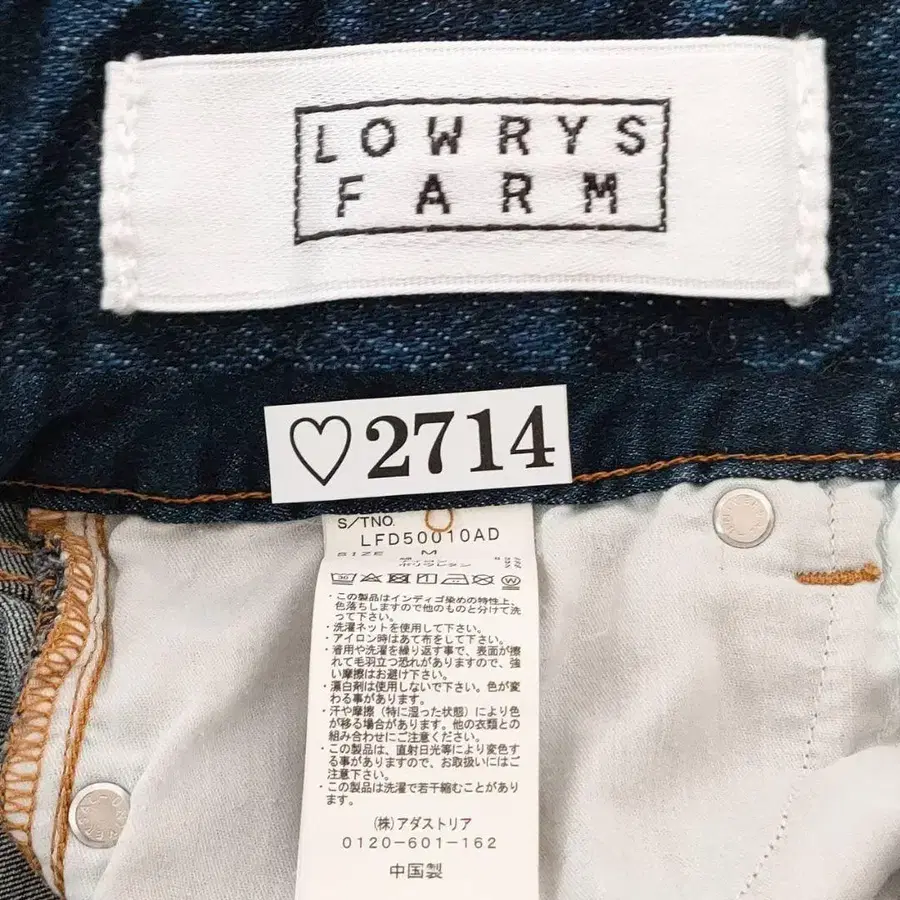 LOWRYS
FARM
♡2714
S/TNO.
LFD50010AD
SIZE M
・この製品はインディゴ染めの特性上、
色落ちしますので他のものと分けて洗
って下さい。
・洗濯ネットを使用して下さい。
・アイロン時はあて布をして下さい。
・着用や洗濯を繰り返す事で、表面が擦
れて毛羽立つ恐れがありますので、強
い摩擦はお避け下さい。
・漂白剤は使用しないで下さい。色が変
わる事があります。
・汗や摩擦（特に湿った状態）により色
が移る場合があります。他の衣類との
組み合わせにご注意ください。
・この製品は、直射日光等により変色す
る事がありますので、お取扱いにはご
注意下さい。
・この製品は洗濯で若干縮むことがあり
ます。
(株)アダストリア
0120-601-162
中国製